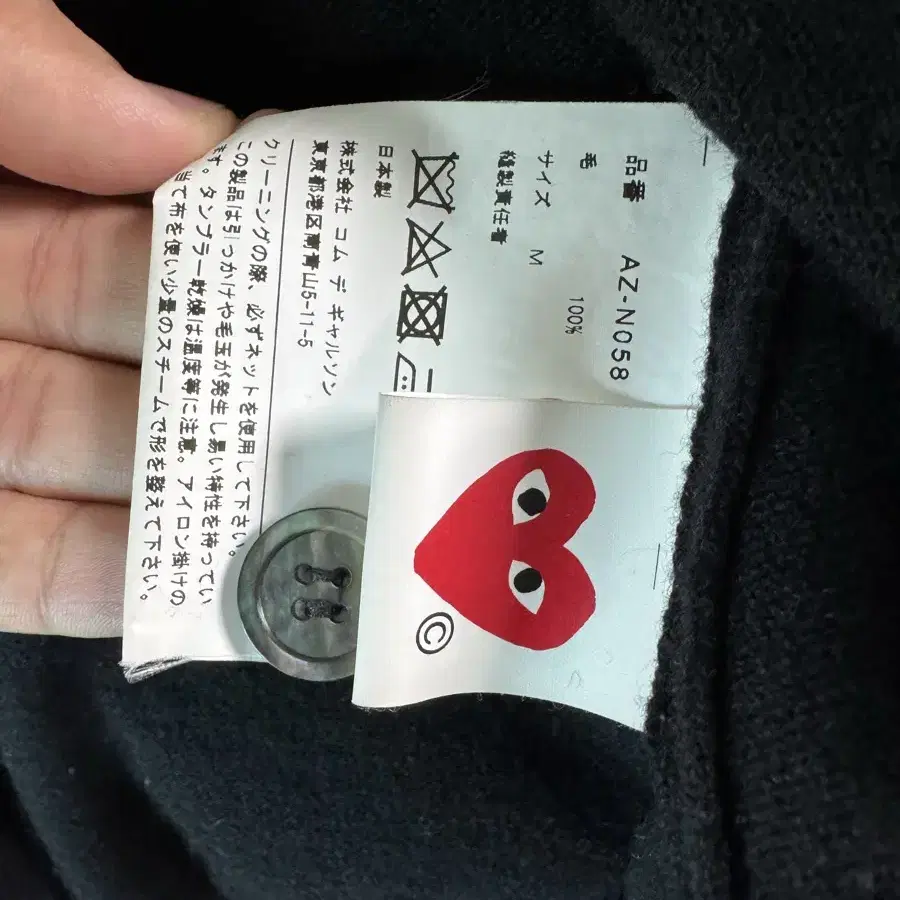 品番 AZ-N058
毛 100%
サイズ M
縫製責任者
日本製
株式会社 コム デ ギャルソン
東京都港区南青山5-11-5
クリーニングの際、必ずネットを使用して下さい。
この製品は引っかけや毛玉が発生し易い特性を持ってい
ます。タンブラー乾燥は温度等に注意。アイロン掛けの
当て布を使い少量のスチームで形を整えて下さい。
©